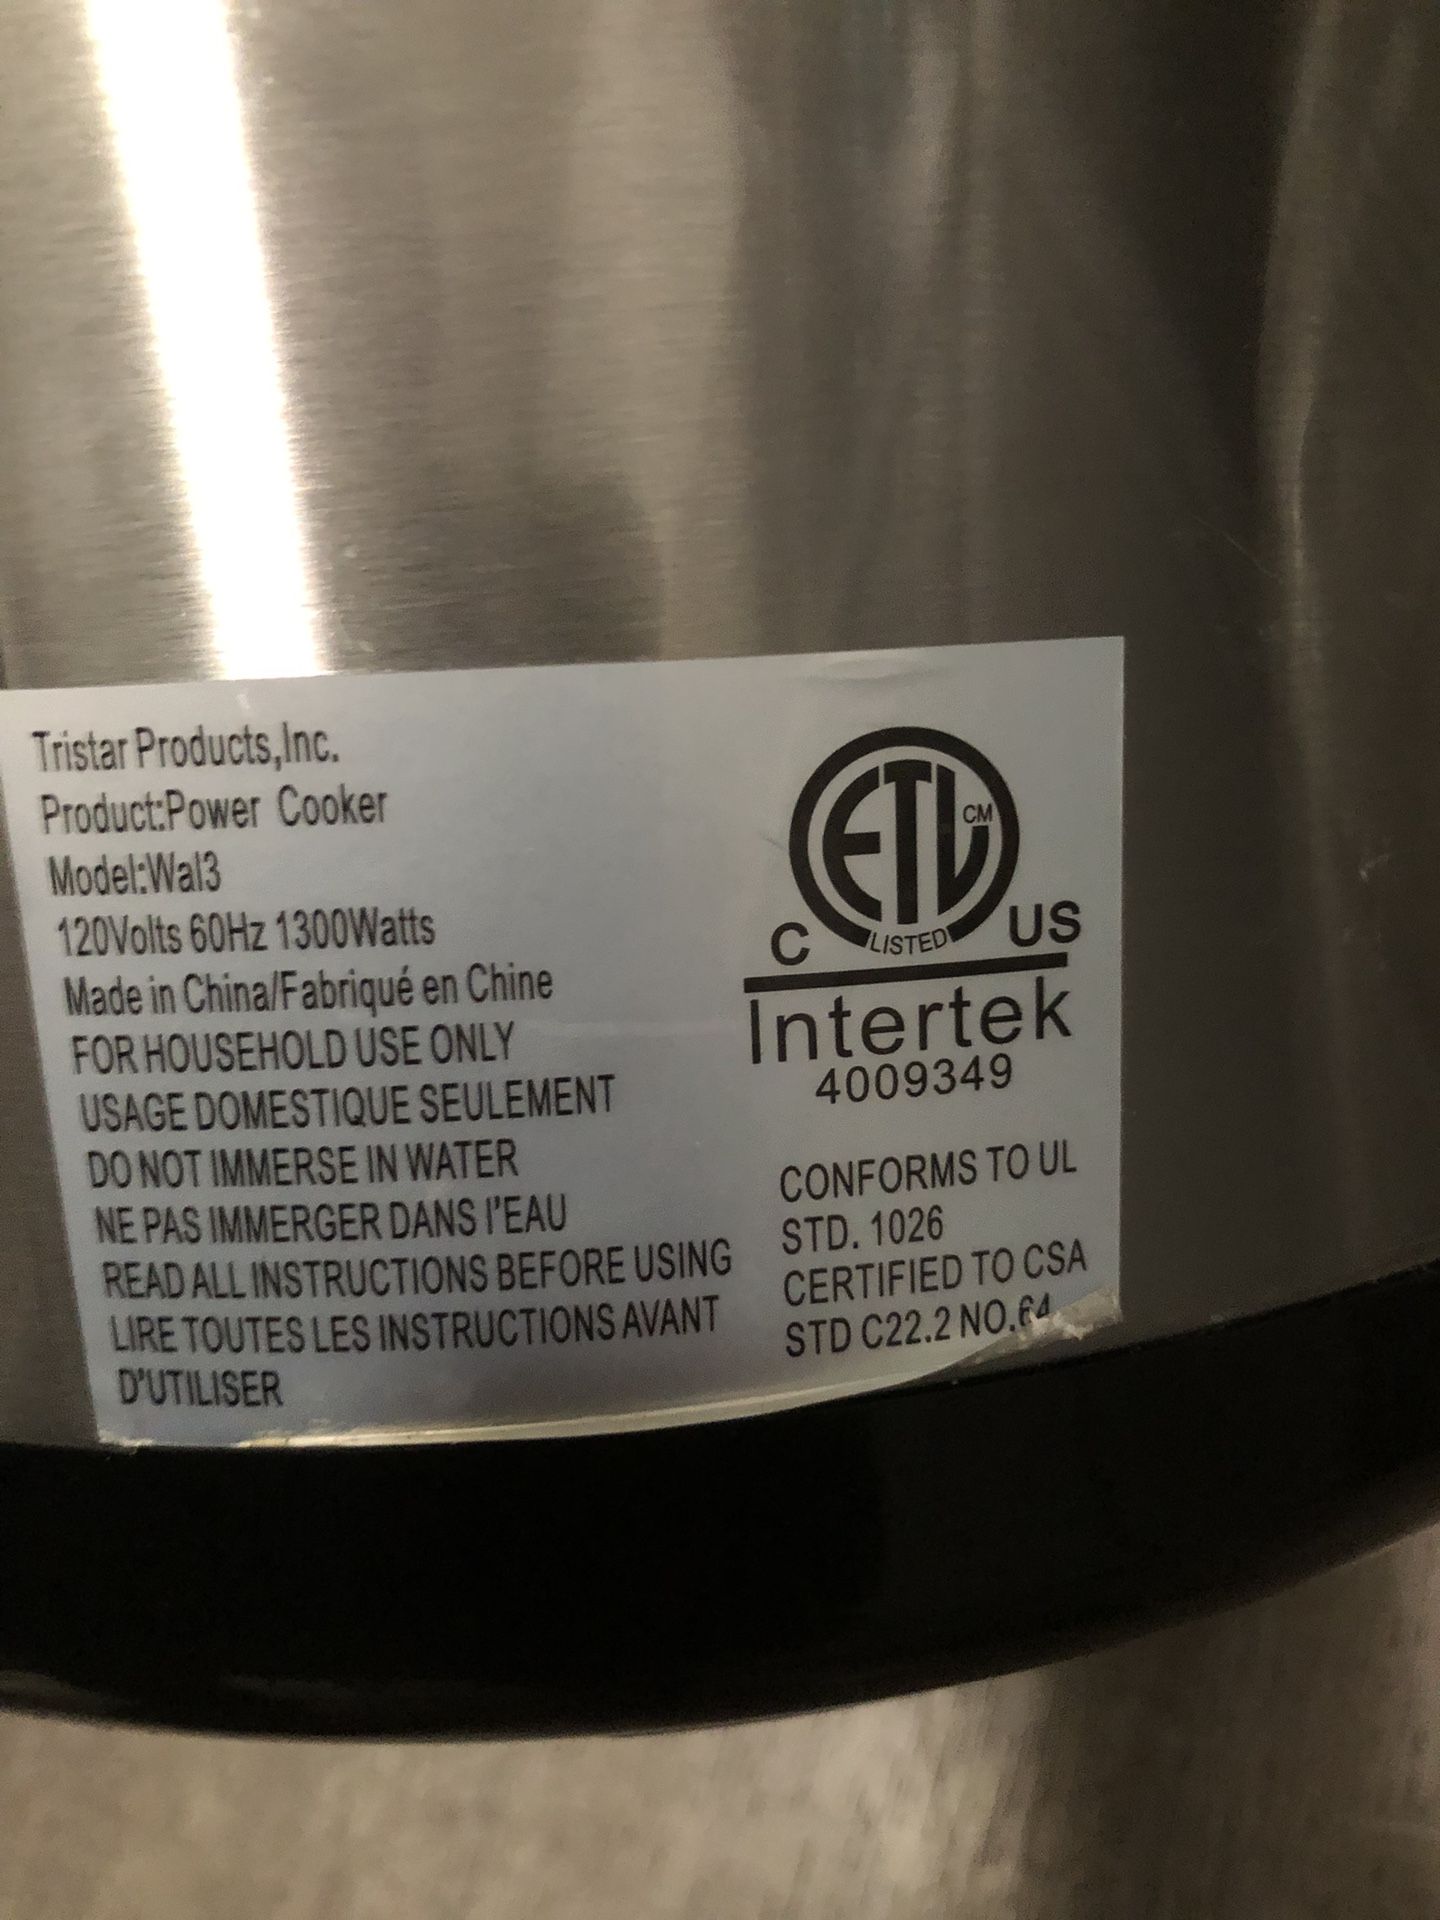 Tristar Products,Inc.
Product:Power Cooker
Model:Wal3
120Volts 60Hz 1300Watts
Made in China/Fabriqué en Chine
FOR HOUSEHOLD USE ONLY
USAGE DOMESTIQUE SEULEMENT
DO NOT IMMERSE IN WATER
NE PAS IMMERGER DANS l'EAU
READ ALL INSTRUCTIONS BEFORE USING
LIRE TOUTES LES INSTRUCTIONS AVANT
D'UTILISER
ETL CM
C LISTED US
Intertek
4009349
CONFORMS TO UL
STD. 1026
CERTIFIED TO CSA
STD C22.2 NO.64